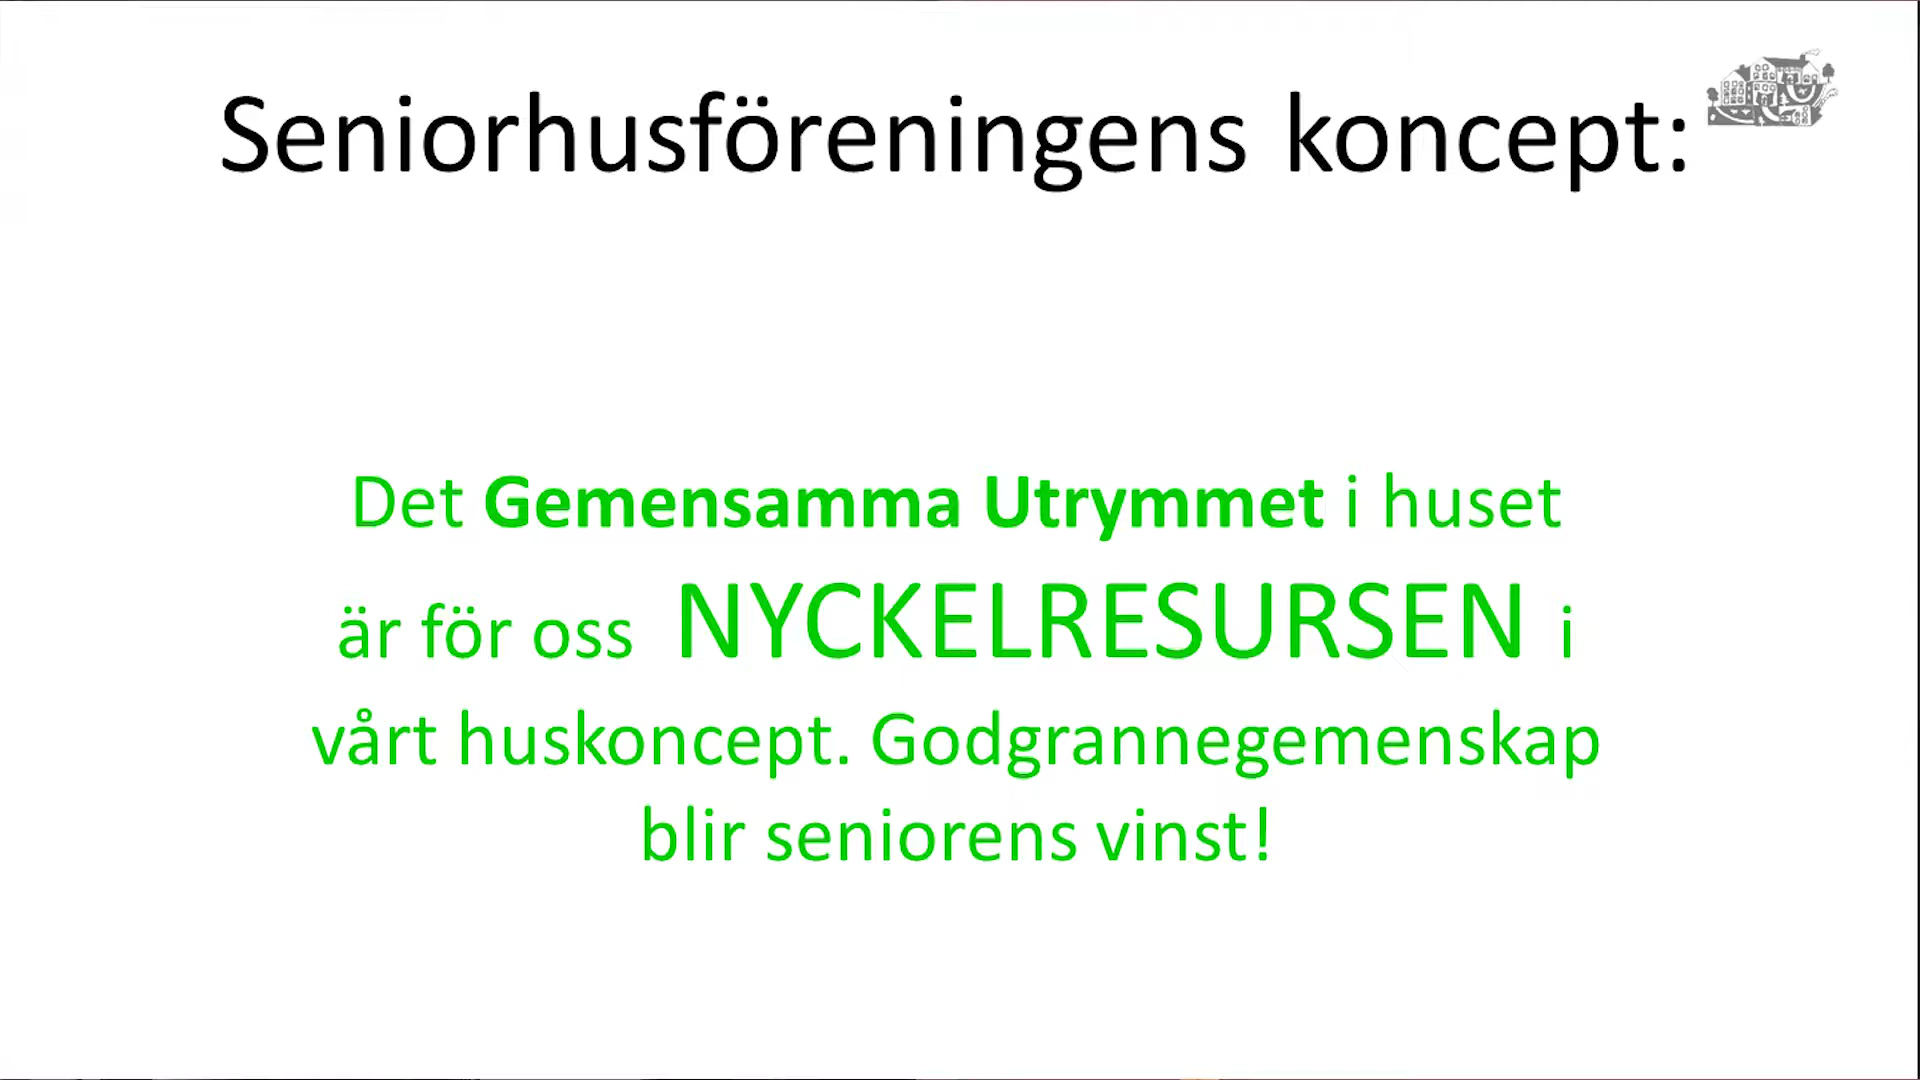 Seniorhusföreningens koncept:
Det Gemensamma Utrymmet i huset
är för oss NYCKELRESURSEN i
vårt huskoncept. Godgrannegemenskap
blir seniorens vinst!